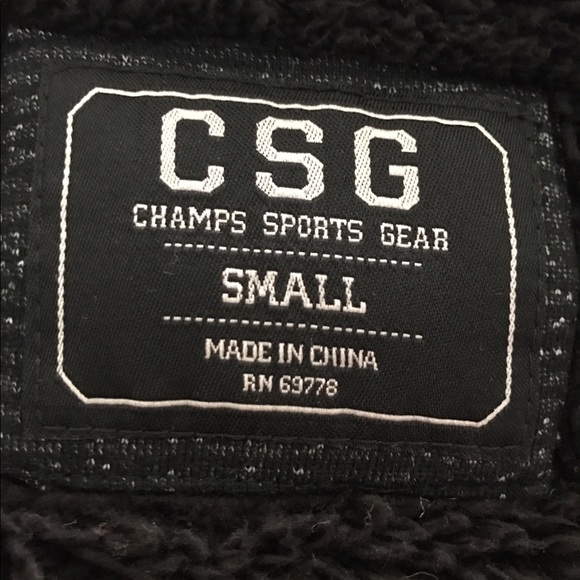 CSG
CHAMPS SPORTS GEAR
SMALL
MADE IN CHINA
RN 69778